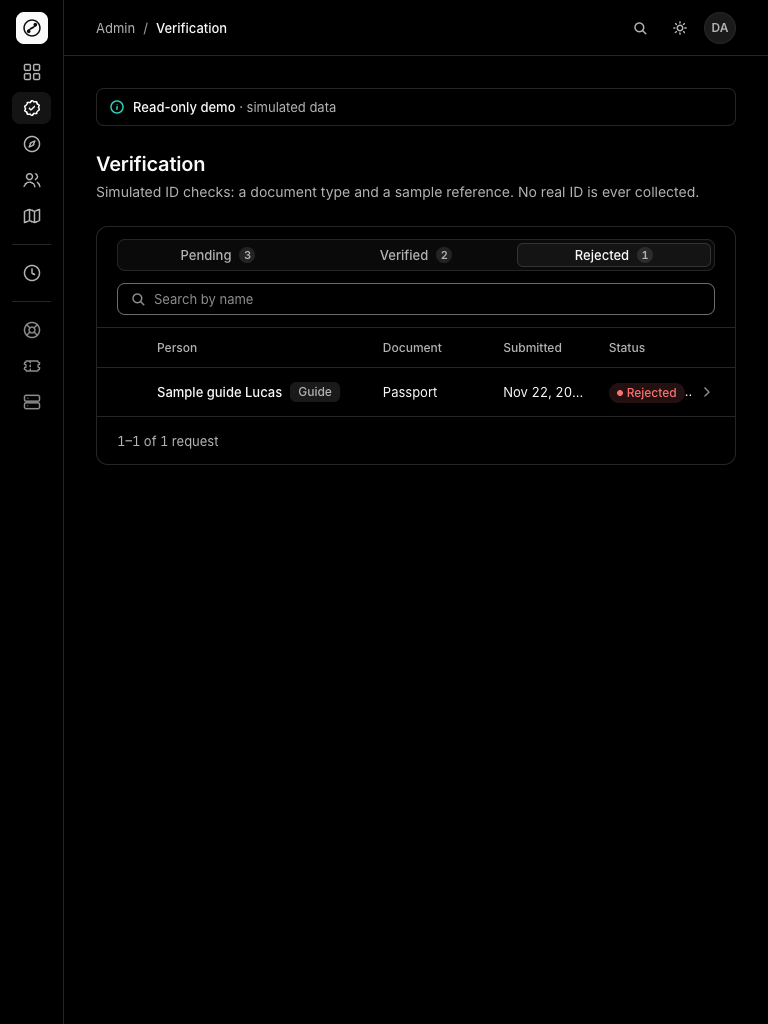 Admin / Verification DA
Read-only demo · simulated data
Verification
Simulated ID checks: a document type and a sample reference. No real ID is ever collected.
Pending 3 Verified 2 Rejected 1
Search by name
Person Document Submitted Status
Sample guide Lucas Guide Passport Nov 22, 20... Rejected ..
1–1 of 1 request